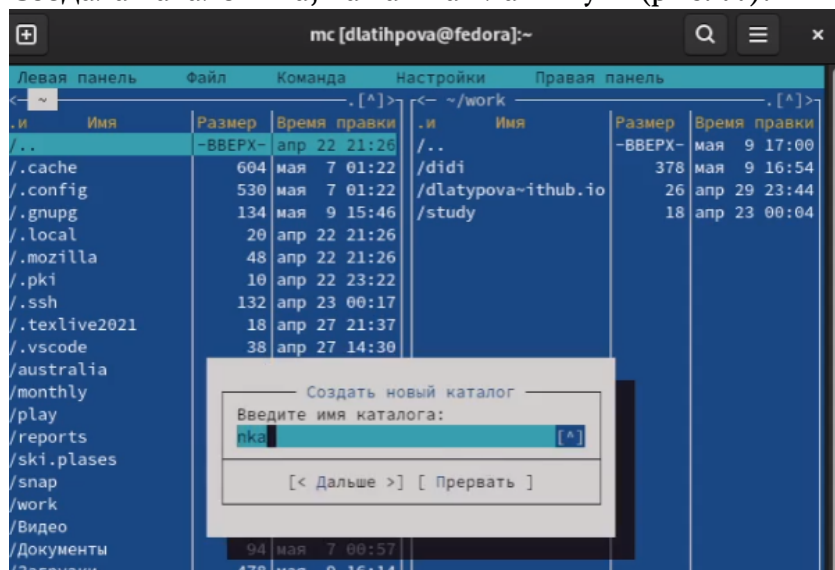 mc [dlatihpova@fedora]:~
Левая панель Файл Команда Настройки Правая панель
<— ~ .[^]> <— ~/work .[^]>
.и Имя Размер Время правки .и Имя Размер Время правки
/.. -ВВЕРХ- апр 22 21:26 /.. -ВВЕРХ- мая 9 17:00
/.cache 604 мая 7 01:22 /didi 378 мая 9 16:54
/.config 530 мая 7 01:22 /dlatypova~ithub.io 26 апр 29 23:44
/.gnupg 134 мая 9 15:46 /study 18 апр 23 00:04
/.local 20 апр 22 21:26
/.mozilla 48 апр 22 21:26
/.pki 10 апр 22 23:22
/.ssh 132 апр 23 00:17
/.texlive2021 18 апр 27 21:37
/.vscode 38 апр 27 14:30
/australia
/monthly
/play
/reports
/ski.plases
/snap
/work
/Видео
/Документы 94 мая 7 00:57
Создать новый каталог
Введите имя каталога:
nka [^]
[< Дальше >] [ Прервать ]